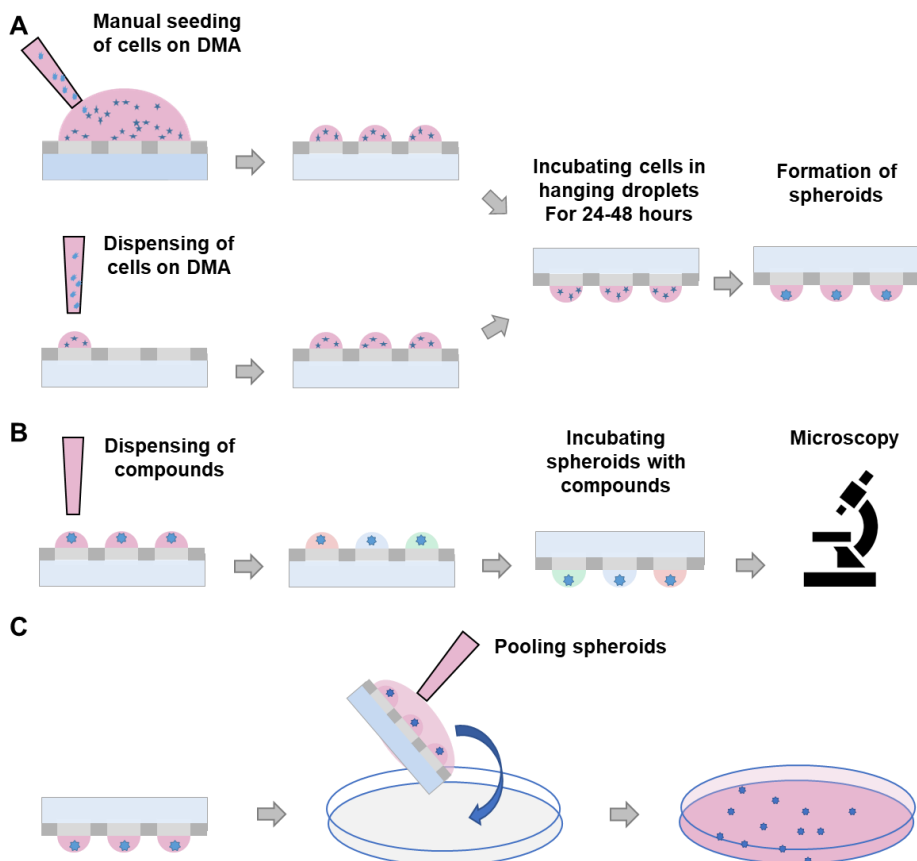 A
Manual seeding
of cells on DMA
Dispensing of
cells on DMA
Incubating cells in
hanging droplets
For 24-48 hours
Formation of
spheroids
B
Dispensing of
compounds
Incubating
spheroids with
compounds
Microscopy
C
Pooling spheroids